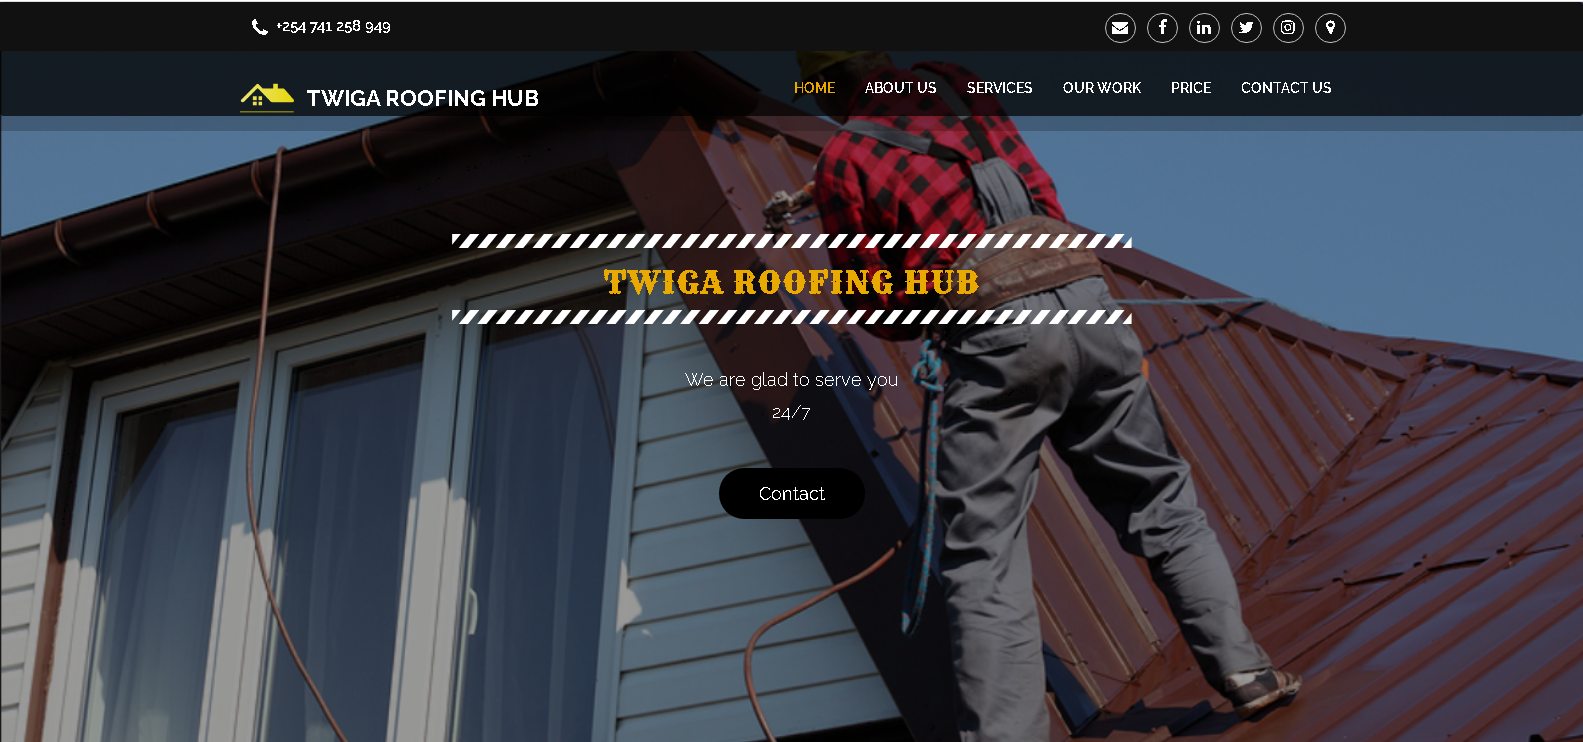 +254 741 258 949
TWIGA ROOFING HUB
HOME ABOUT US SERVICES OUR WORK PRICE CONTACT US
TWIGA ROOFING HUB
We are glad to serve you
24/7
Contact